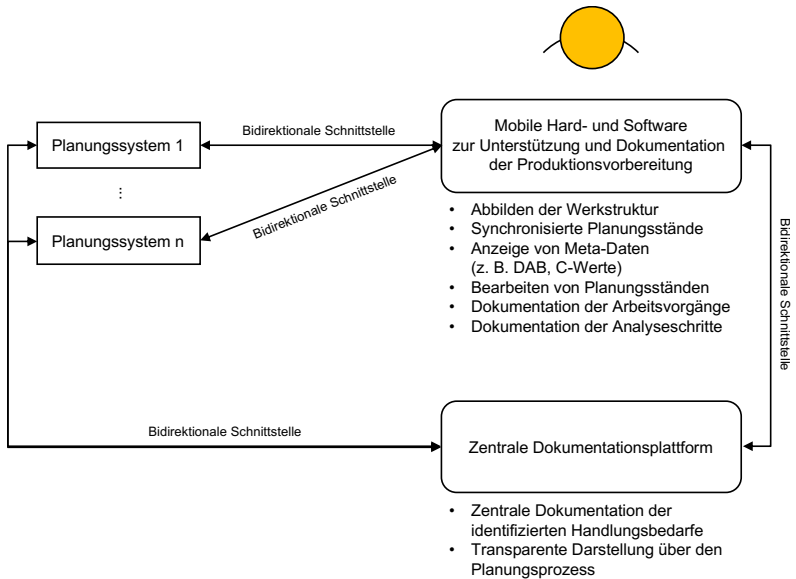 Planungssystem 1
Bidirektionale Schnittstelle
Mobile Hard- und Software
zur Unterstützung und Dokumentation
der Produktionsvorbereitung
...
Planungssystem n
Bidirektionale Schnittstelle
• Abbilden der Werkstruktur
• Synchronisierte Planungsstände
• Anzeige von Meta-Daten
(z. B. DAB, C-Werte)
• Bearbeiten von Planungsständen
• Dokumentation der Arbeitsvorgänge
• Dokumentation der Analyseschritte
Bidirektionale Schnittstelle
Bidirektionale Schnittstelle
Zentrale Dokumentationsplattform
• Zentrale Dokumentation der
identifizierten Handlungsbedarfe
• Transparente Darstellung über den
Planungsprozess